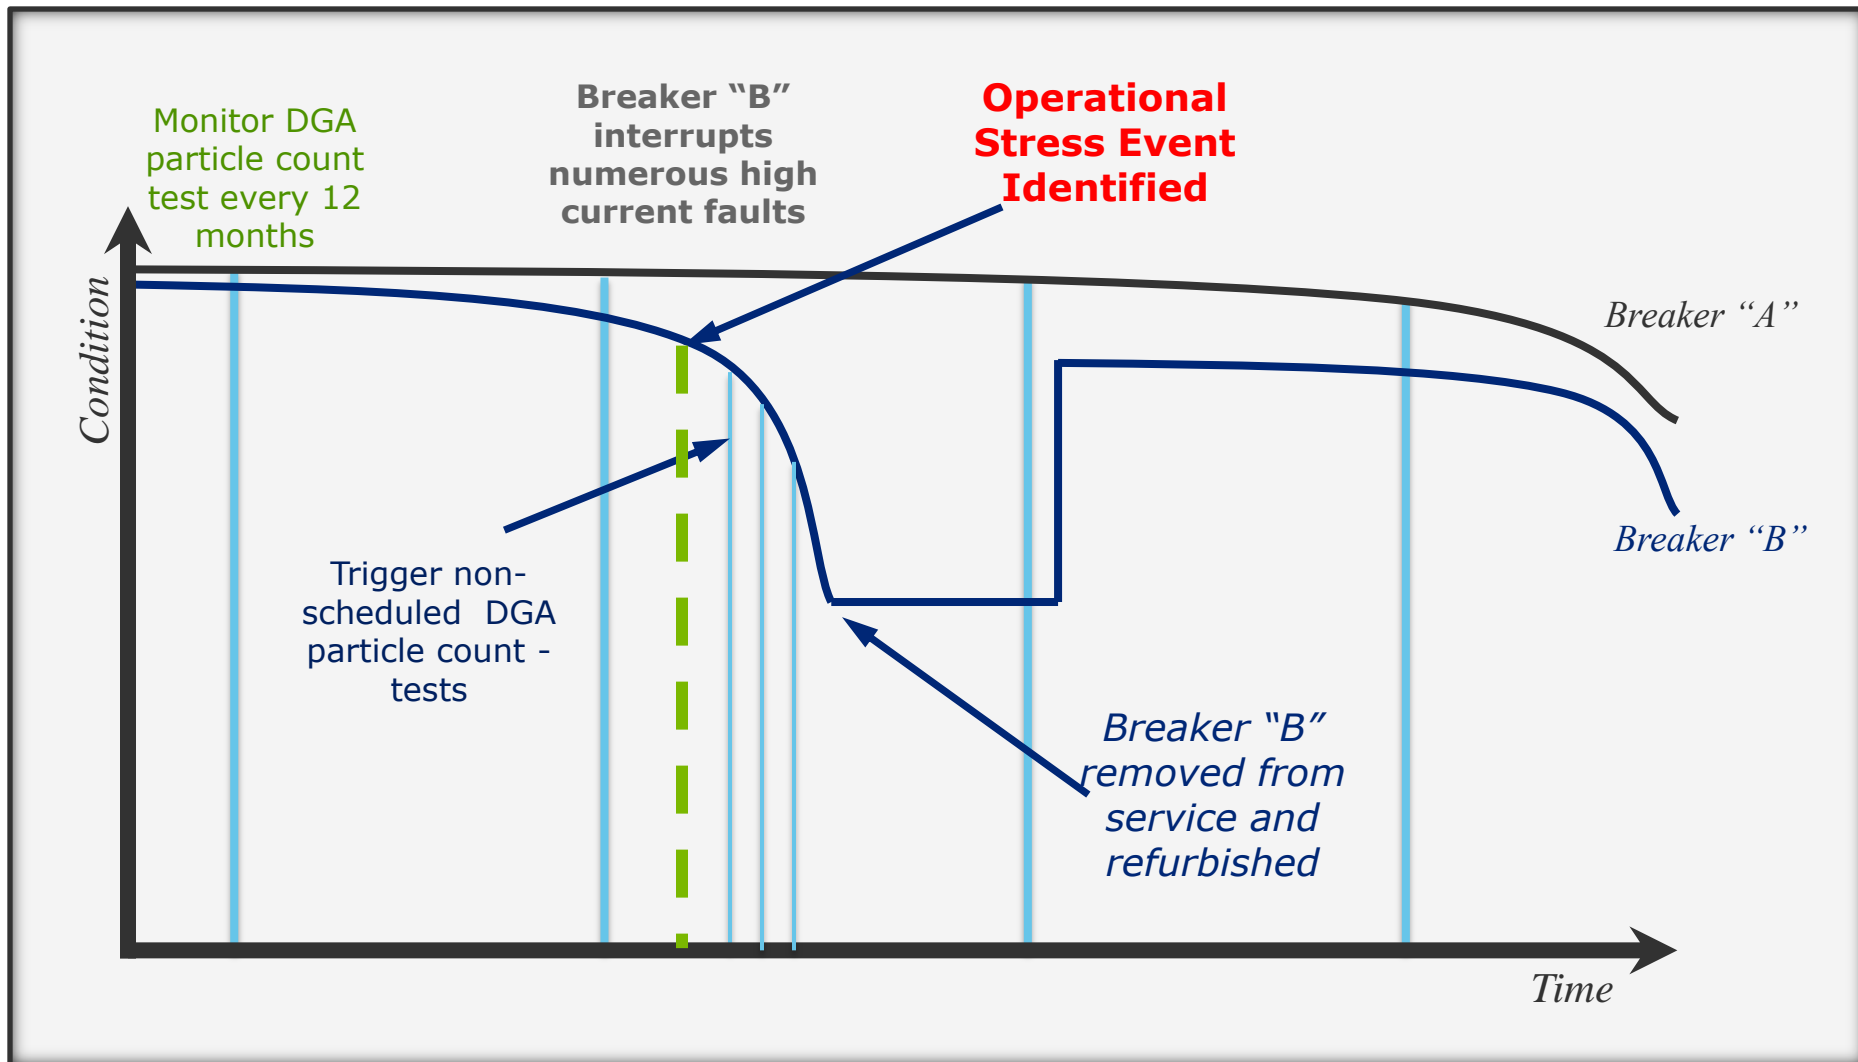 Monitor DGA
particle count
test every 12
months
Breaker “B”
interrupts
numerous high
current faults
Operational
Stress Event
Identified
Condition
Breaker “A”
Breaker “B”
Trigger non-
scheduled  DGA
particle count -
tests
Breaker “B”
removed from
service and
refurbished
Time